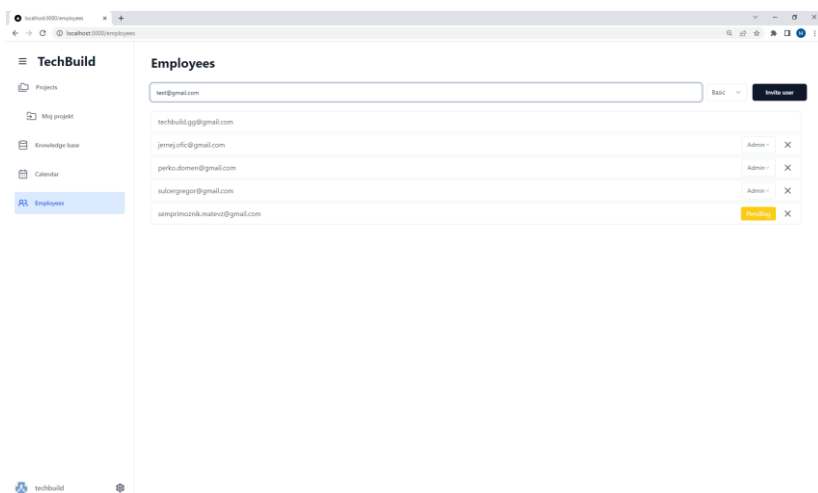 localhost:3000/employees
localhost:3000/employees
TechBuild
Employees
Projects
test@gmail.com
Basic
Invite user
Moj projekt
techbuild.gg@gmail.com
Knowledge base
jernej.ofic@gmail.com
Admin
perko.domen@gmail.com
Admin
Calendar
sulcergregor@gmail.com
Admin
Employees
semprimoznik.matevz@gmail.com
Pending
techbuild